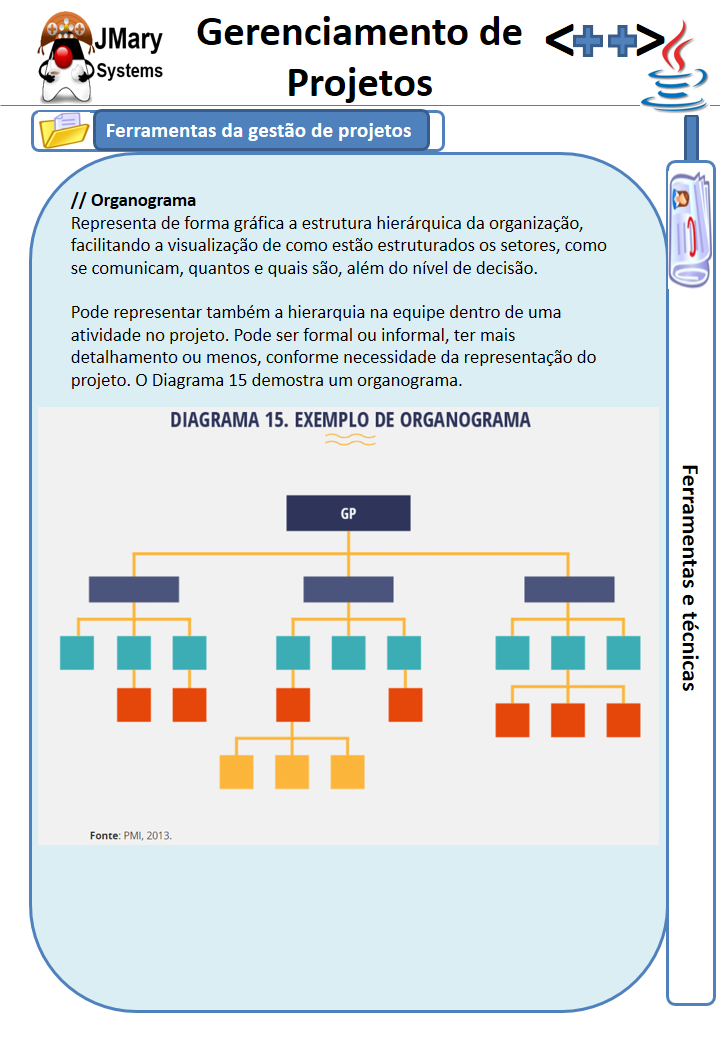 JMary
Systems
Gerenciamento de
Projetos
<++>
Ferramentas da gestão de projetos
// Organograma
Representa de forma gráfica a estrutura hierárquica da organização,
facilitando a visualização de como estão estruturados os setores, como
se comunicam, quantos e quais são, além do nível de decisão.
Pode representar também a hierarquia na equipe dentro de uma
atividade no projeto. Pode ser formal ou informal, ter mais
detalhamento ou menos, conforme necessidade da representação do
projeto. O Diagrama 15 demostra um organograma.
DIAGRAMA 15. EXEMPLO DE ORGANOGRAMA
GP
Fonte: PMI, 2013.
Ferramentas e técnicas